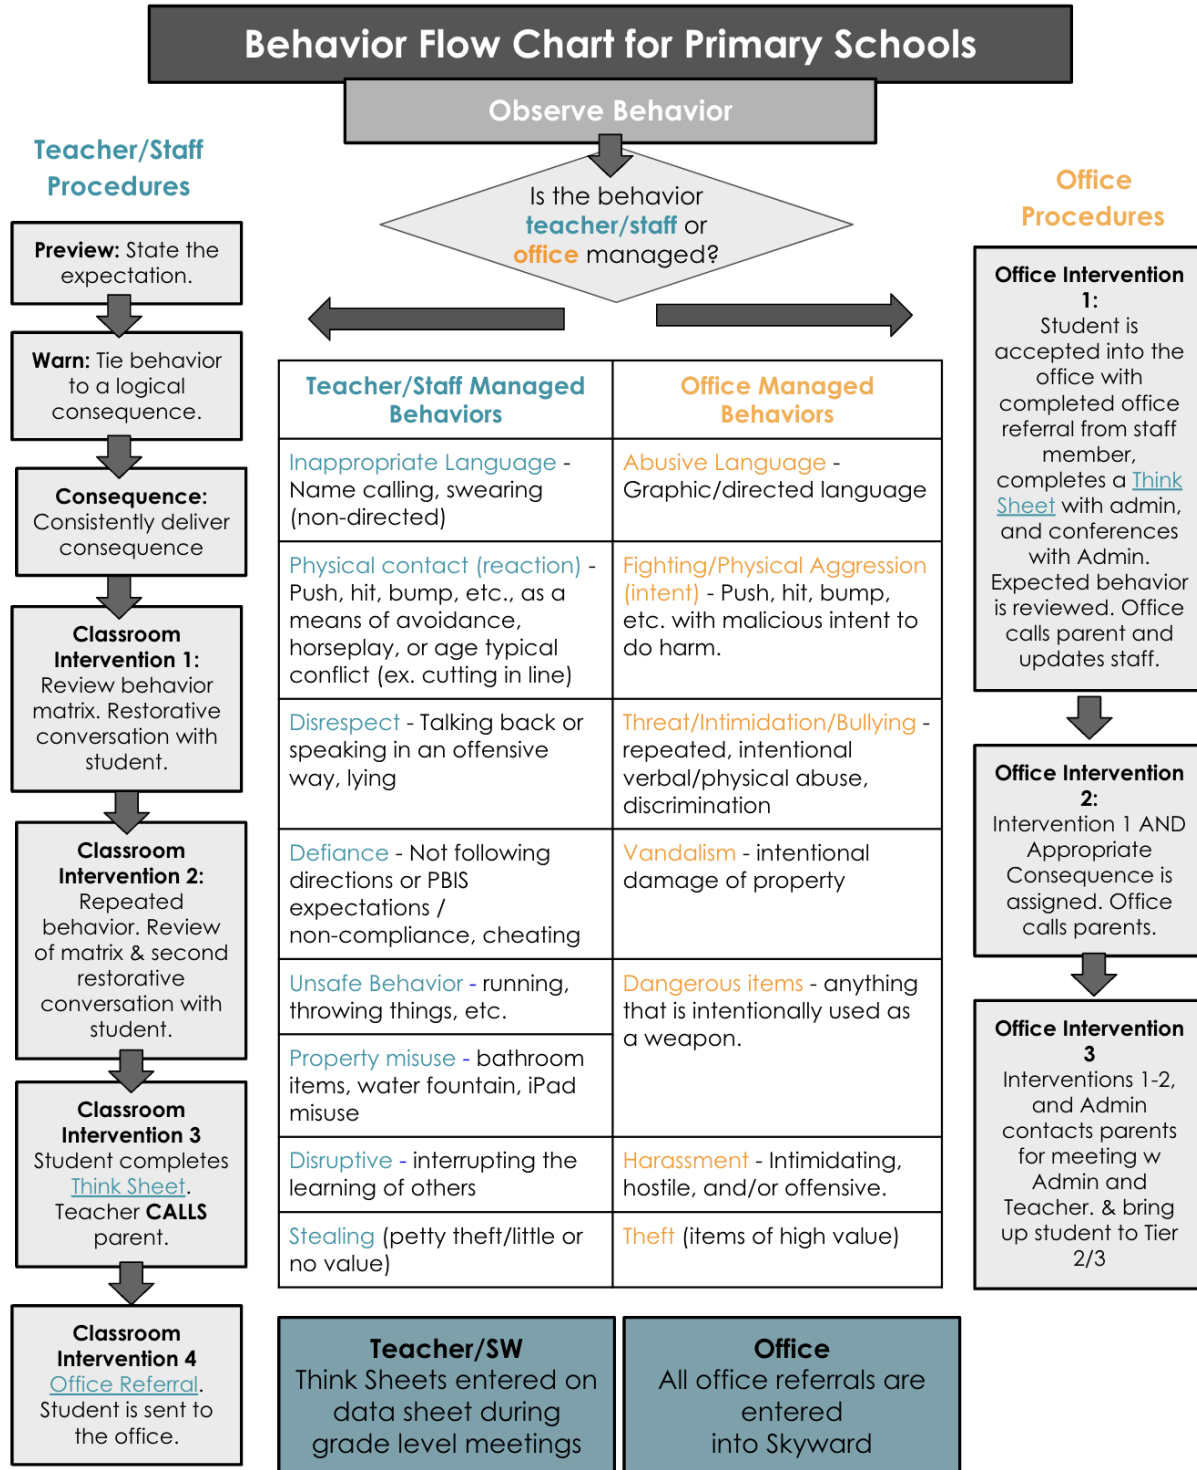 Behavior Flow Chart for Primary Schools
Observe Behavior
Is the behavior
teacher/staff or
office managed?
Teacher/Staff
Procedures
Preview: State the
expectation.
Warn: Tie behavior
to a logical
consequence.
Consequence:
Consistently deliver
consequence
Classroom
Intervention 1:
Review behavior
matrix. Restorative
conversation with
student.
Classroom
Intervention 2:
Repeated
behavior. Review
of matrix & second
restorative
conversation with
student.
Classroom
Intervention 3
Student completes
Think Sheet.
Teacher CALLS
parent.
Classroom
Intervention 4
Office Referral.
Student is sent to
the office.
Teacher/Staff Managed
Behaviors
Office Managed
Behaviors
Inappropriate Language -
Name calling, swearing
(non-directed)
Abusive Language -
Graphic/directed language
Physical contact (reaction) -
Push, hit, bump, etc., as a
means of avoidance,
horseplay, or age typical
conflict (ex. cutting in line)
Fighting/Physical Aggression
(intent) - Push, hit, bump,
etc. with malicious intent to
do harm.
Disrespect - Talking back or
speaking in an offensive
way, lying
Threat/Intimidation/Bullying -
repeated, intentional
verbal/physical abuse,
discrimination
Defiance - Not following
directions or PBIS
expectations /
non-compliance, cheating
Vandalism - intentional
damage of property
Unsafe Behavior - running,
throwing things, etc.
Dangerous items - anything
that is intentionally used as
a weapon.
Property misuse - bathroom
items, water fountain, iPad
misuse
Disruptive - interrupting the
learning of others
Harassment - Intimidating,
hostile, and/or offensive.
Stealing (petty theft/little or
no value)
Theft (items of high value)
Teacher/SW
Think Sheets entered on
data sheet during
grade level meetings
Office
All office referrals are
entered
into Skyward
Office
Procedures
Office Intervention
1:
Student is
accepted into the
office with
completed office
referral from staff
member,
completes a Think
Sheet with admin,
and conferences
with Admin.
Expected behavior
is reviewed. Office
calls parent and
updates staff.
Office Intervention
2:
Intervention 1 AND
Appropriate
Consequence is
assigned. Office
calls parents.
Office Intervention
3
Interventions 1-2,
and Admin
contacts parents
for meeting w
Admin and
Teacher. & bring
up student to Tier
2/3